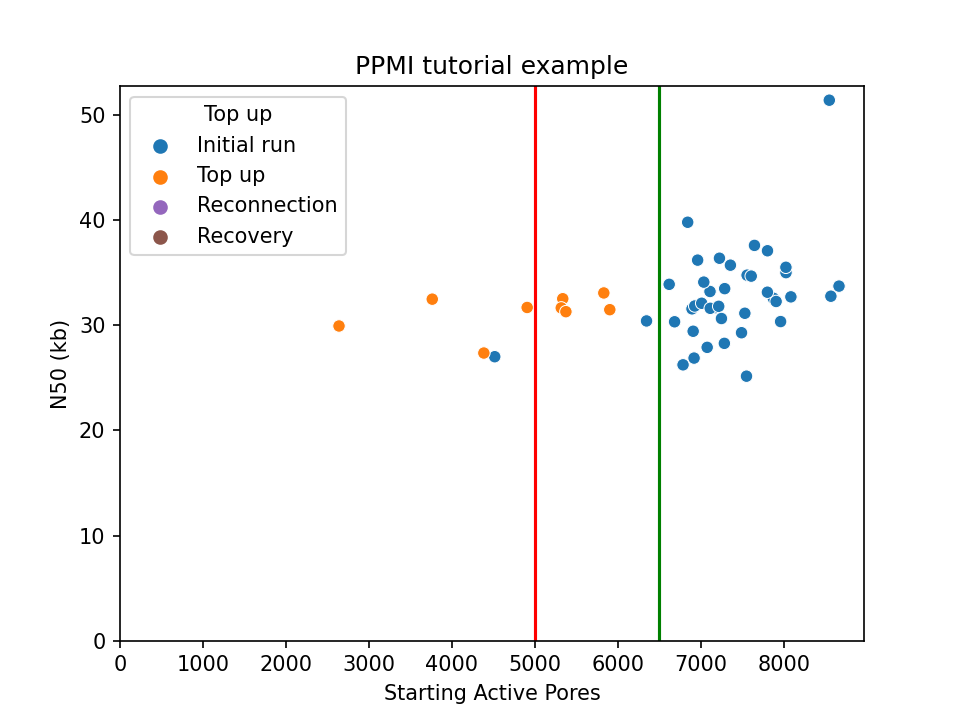 PPMI tutorial example
Top up
Initial run
Top up
Reconnection
Recovery
50
40
30
20
10
0
N50 (kb)
0 1000 2000 3000 4000 5000 6000 7000 8000
Starting Active Pores